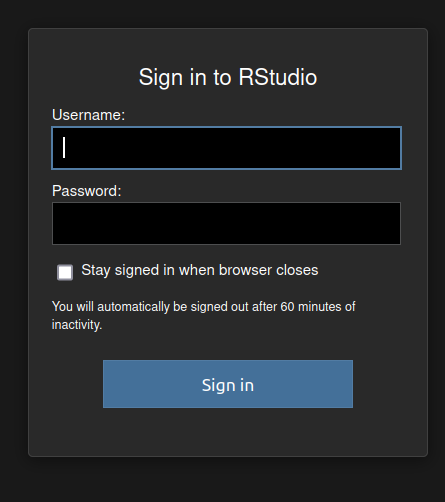 Sign in to RStudio
Username:
Password:
Stay signed in when browser closes
You will automatically be signed out after 60 minutes of
inactivity.
Sign in